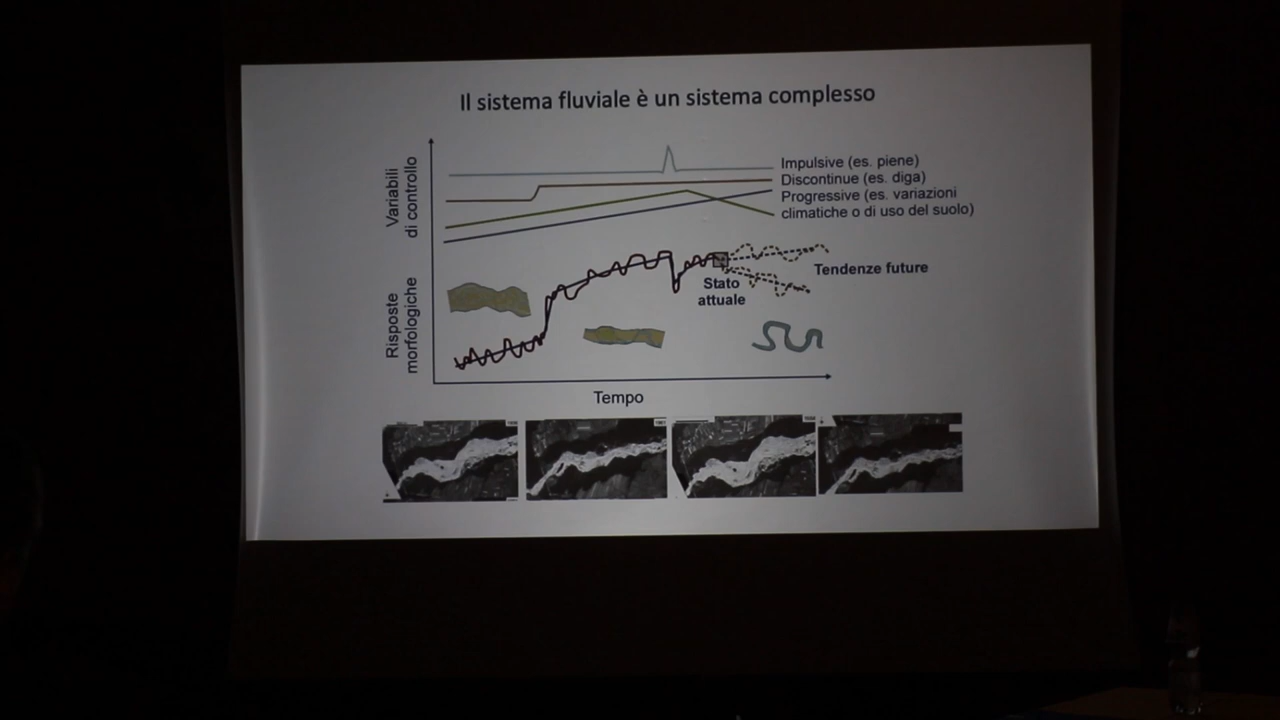 Il sistema fluviale è un sistema complesso
Variabili
di controllo
Impulsive (es. piene)
Discontinue (es. diga)
Progressive (es. variazioni
climatiche o di uso del suolo)
Risposte
morfologiche
Stato
attuale
Tendenze future
Tempo